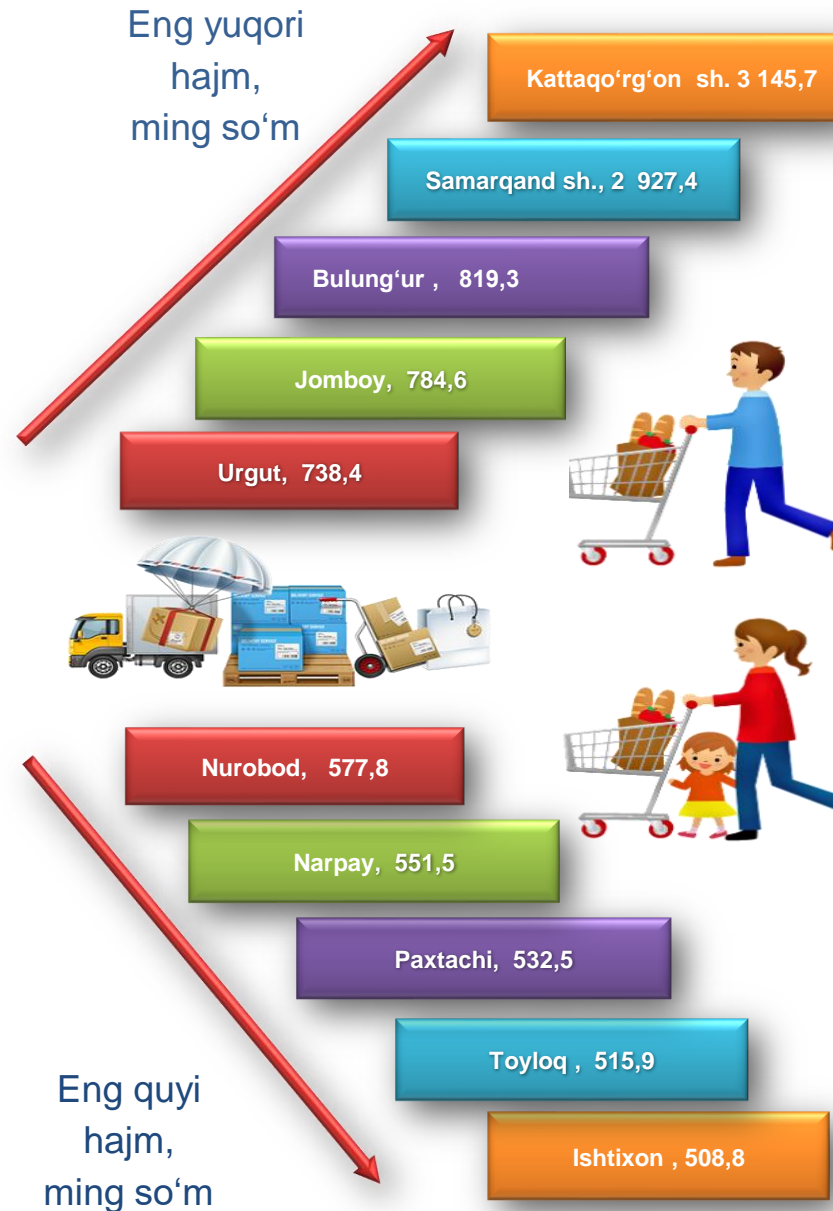 Eng yuqori
hajm,
ming so‘m
Kattaqo‘rg‘on sh. 3 145,7
Samarqand sh., 2 927,4
Bulung‘ur , 819,3
Jomboy, 784,6
Urgut, 738,4
Nurobod, 577,8
Narpay, 551,5
Paxtachi, 532,5
Toyloq , 515,9
Ishtixon , 508,8
Eng quyi
hajm,
ming so‘m